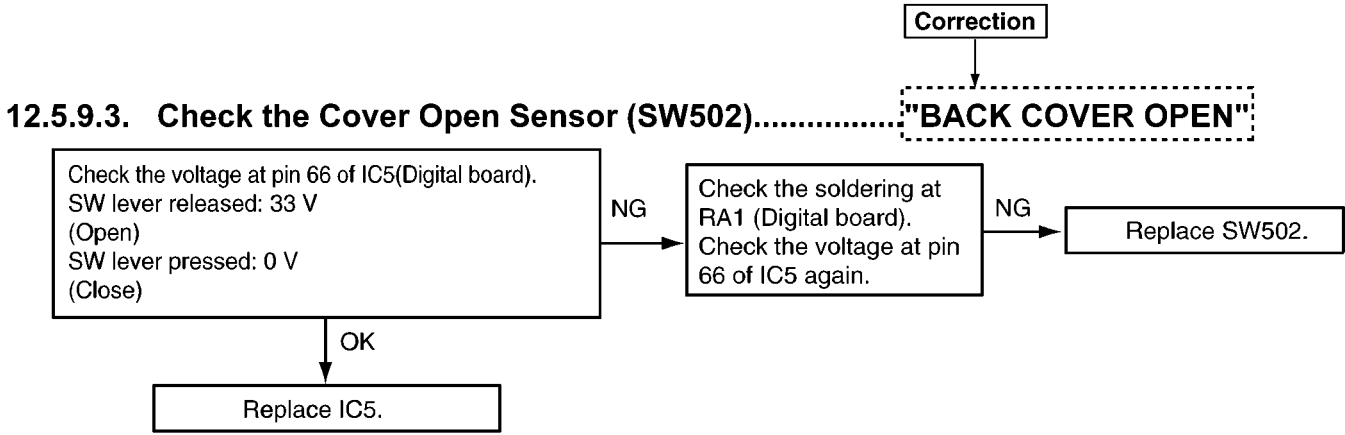 Correction
12.5.9.3. Check the Cover Open Sensor (SW502).................."BACK COVER OPEN"
Check the voltage at pin 66 of IC5(Digital board).
SW lever released: 33 V
(Open)
SW lever pressed: 0 V
(Close)
NG
Check the soldering at
RA1 (Digital board).
Check the voltage at pin
66 of IC5 again.
NG
Replace SW502.
OK
Replace IC5.